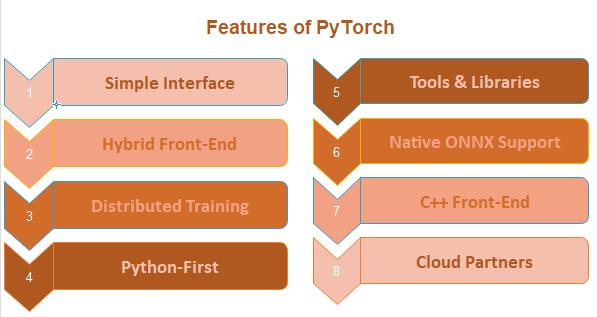 Features of PyTorch
1 Simple Interface
2 Hybrid Front-End
3 Distributed Training
4 Python-First
5 Tools & Libraries
6 Native ONNX Support
7 C++ Front-End
8 Cloud Partners